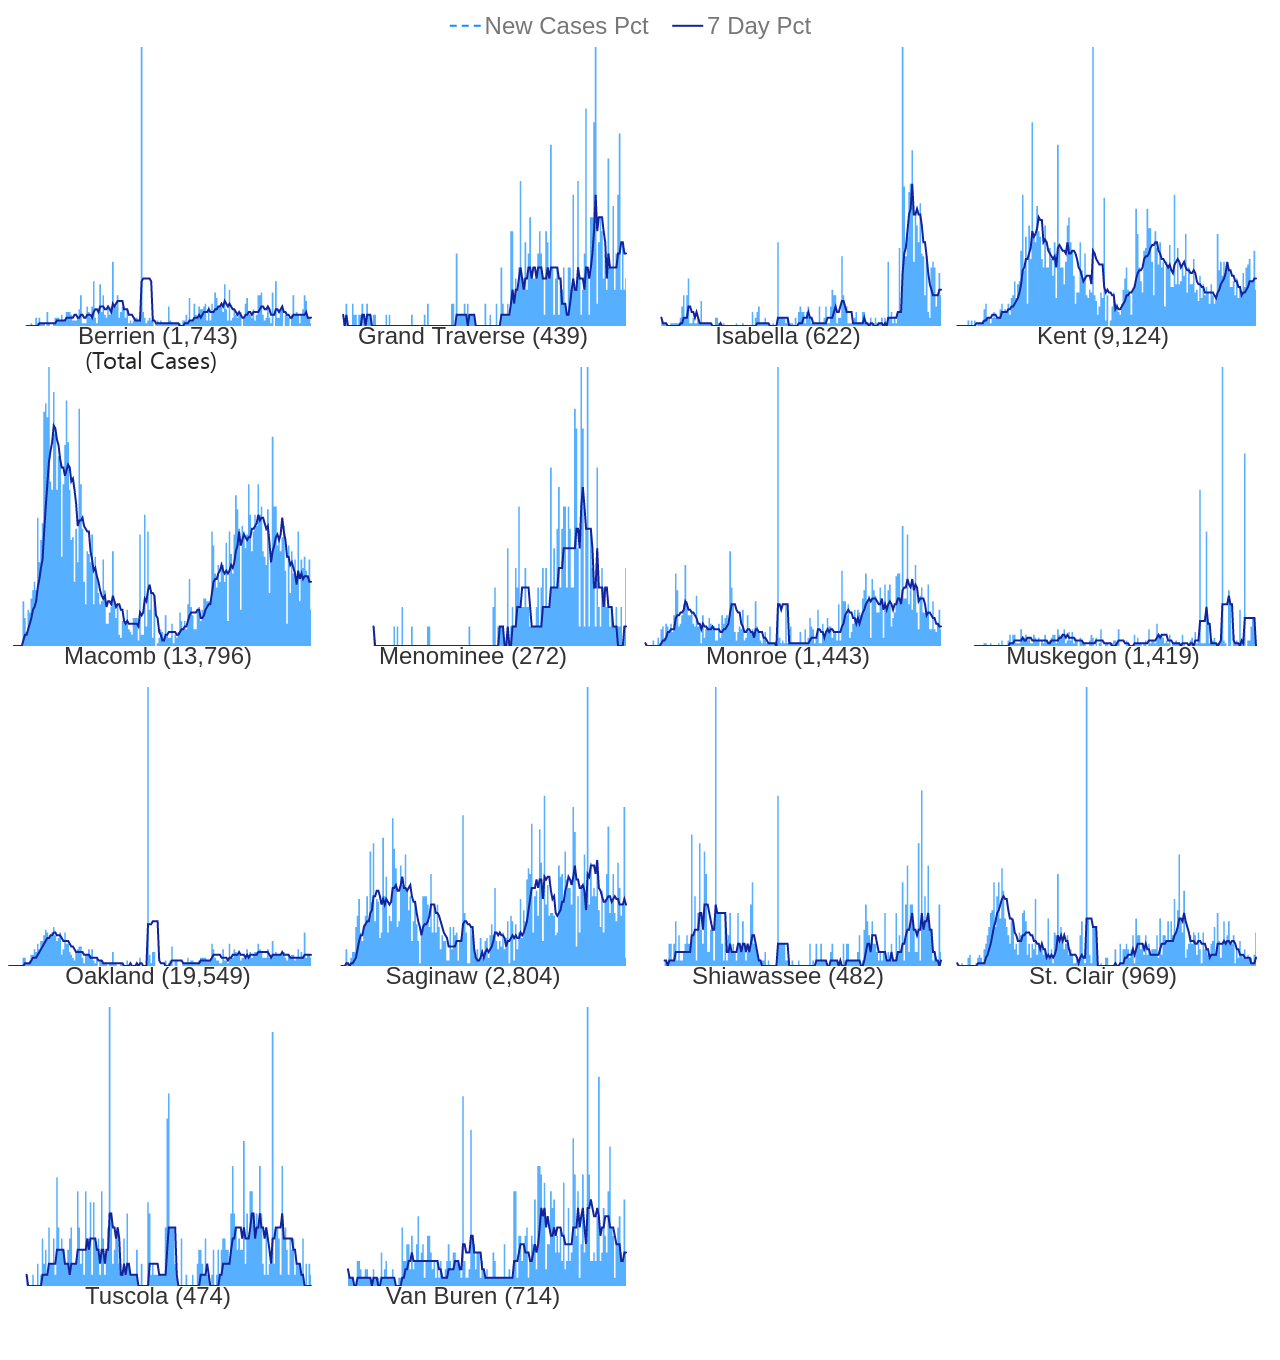 New Cases Pct 7 Day Pct
Berrien (1,743)
(Total Cases)
Grand Traverse (439)
Isabella (622)
Kent (9,124)
Macomb (13,796)
Menominee (272)
Monroe (1,443)
Muskegon (1,419)
Oakland (19,549)
Saginaw (2,804)
Shiawassee (482)
St. Clair (969)
Tuscola (474)
Van Buren (714)